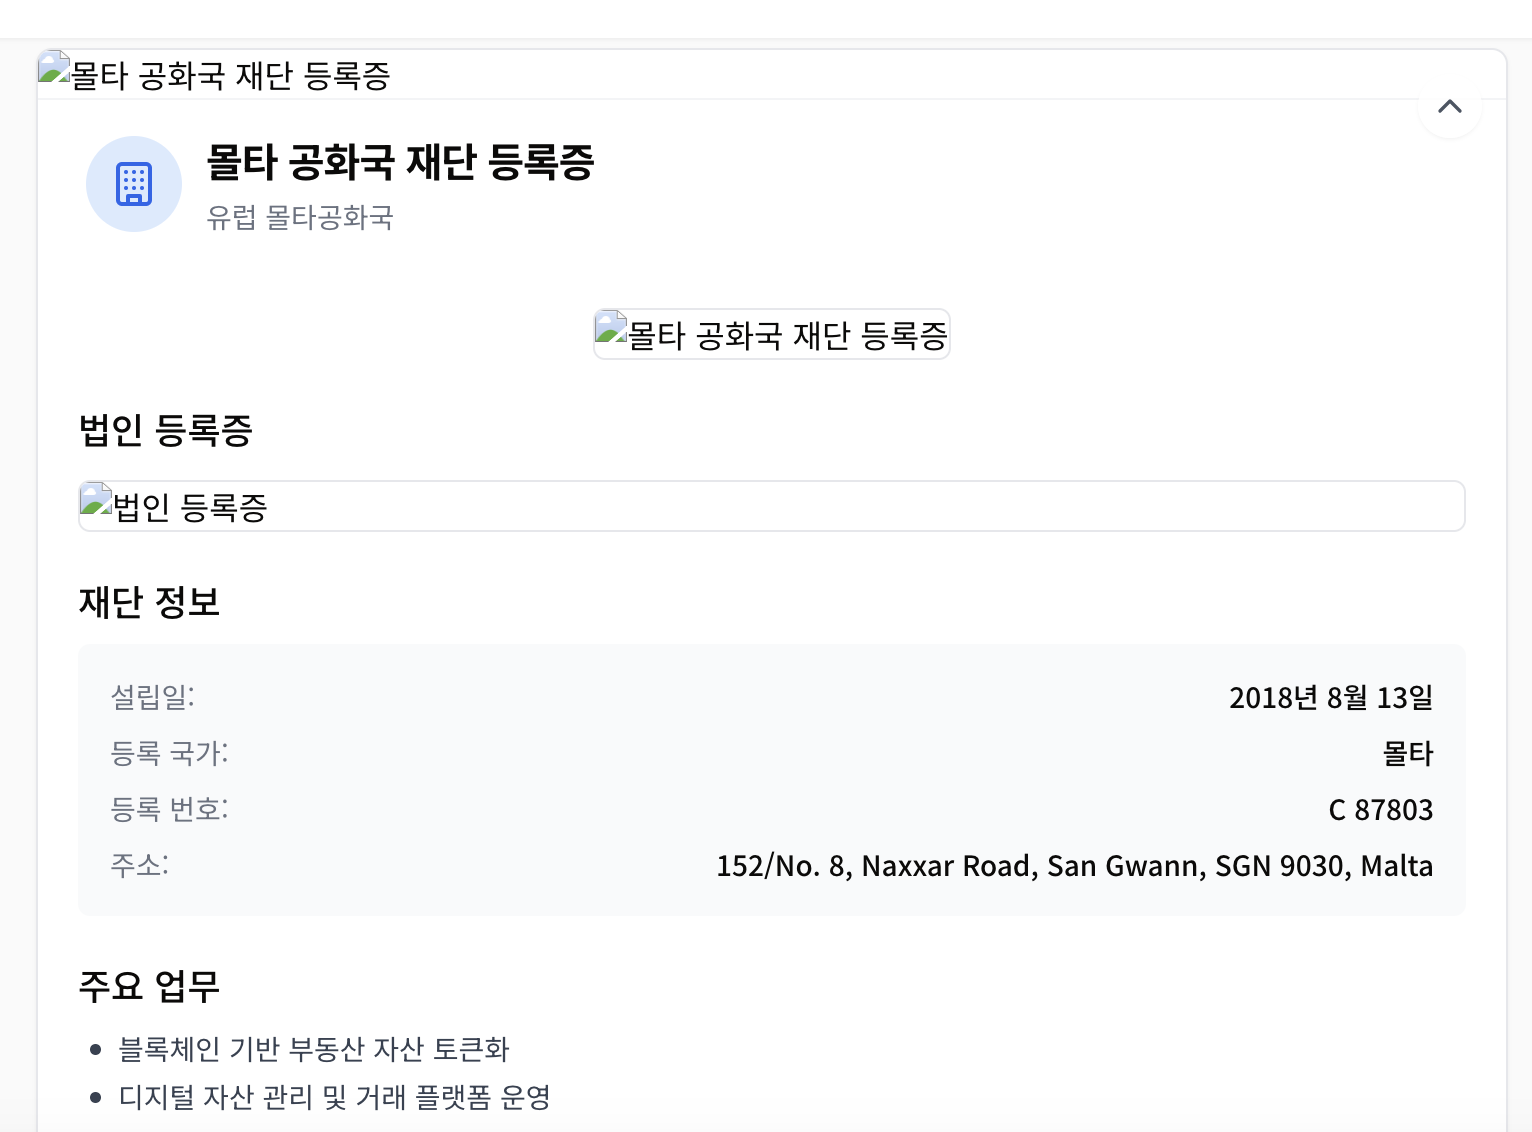 몰타 공화국 재단 등록증
몰타 공화국 재단 등록증
유럽 몰타공화국
몰타 공화국 재단 등록증
법인 등록증
법인 등록증
재단 정보
설립일: 2018년 8월 13일
등록 국가: 몰타
등록 번호: C 87803
주소: 152/No. 8, Naxxar Road, San Gwann, SGN 9030, Malta
주요 업무
• 블록체인 기반 부동산 자산 토큰화
• 디지털 자산 관리 및 거래 플랫폼 운영